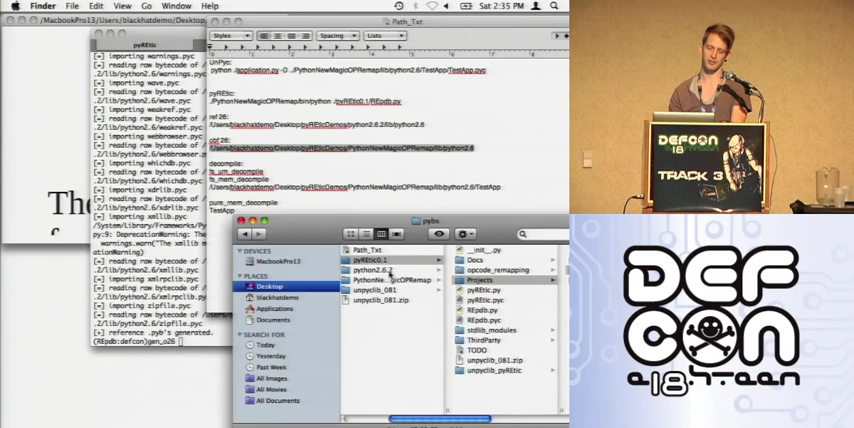 Finder File Edit View Go Window Help
Sat 2:35 PM
/MacbookPro13/Users/blackhatdemo/Desktop
pyREtic
[=] importing warnings.pyc
[=] reading raw bytecode of /
.2/lib/python2.6/warnings.pyc
[=] importing wave.pyc
[=] reading raw bytecode of /
.2/lib/python2.6/wave.pyc
[=] importing weakref.pyc
[=] reading raw bytecode of /
.2/lib/python2.6/weakref.pyc
[=] importing webbrowser.pyc
[=] reading raw bytecode of /
.2/lib/python2.6/webbrowser.pyc
[=] importing whichdb.pyc
[=] reading raw bytecode of /
.2/lib/python2.6/whichdb.pyc
[=] importing xdrlib.pyc
[=] reading raw bytecode of /
.2/lib/python2.6/xdrlib.pyc
[=] importing xmllib.pyc
/System/Library/Frameworks/Py
py:9: DeprecationWarning: The
warnings.warn("The xmllib m
ationWarning)
[=] reading raw bytecode of /
.2/lib/python2.6/xmllib.pyc
[=] importing xmlrpclib.pyc
[=] reading raw bytecode of /
.2/lib/python2.6/xmlrpclib.pyc
[=] importing zipfile.pyc
[=] reading raw bytecode of /
.2/lib/python2.6/zipfile.pyc
[+] reference .pyb's generated.
(REpdb:defcon)gen_o26
The
Path_Txt
Styles
Spacing
Lists
UnPyc:
python ./application.py -D ../PythonNewMagicOPRemap/lib/python2.6/TestApp/TestApp.pyc
pyREtic:
./PythonNewMagicOPRemap/bin/python ./pyREtic0.1/REpdb.py
ref 26:
/Users/blackhatdemo/Desktop/pyREticDemos/python2.6.2/lib/python2.6
obf 26:
/Users/blackhatdemo/Desktop/pyREticDemos/PythonNewMagicOPRemap/lib/python2.6
decompile:
fs_um_decompile
fs_mem_decompile
/Users/blackhatdemo/Desktop/pyREticDemos/PythonNewMagicOPRemap/lib/python2.6/TestApp
pure_mem_decompile
TestApp
pybs
DEVICES
MacbookPro13
PLACES
Desktop
blackhatdemo
Applications
Documents
SEARCH FOR
Today
Yesterday
Past Week
All Images
All Movies
All Documents
Path_Txt
pyREtic0.1
python2.6.2
PythonNe...gicOPRemap
unpyclib_081
unpyclib_081.zip
__init__.py
Docs
opcode_remapping
Projects
pyREtic.py
pyREtic.pyc
REpdb.py
REpdb.pyc
stdlib_modules
ThirdParty
TODO
unpyclib_081.zip
unpyclib_pyREtic
DEFCON
18
TRACK 3
DEF
CON
e18.h+een